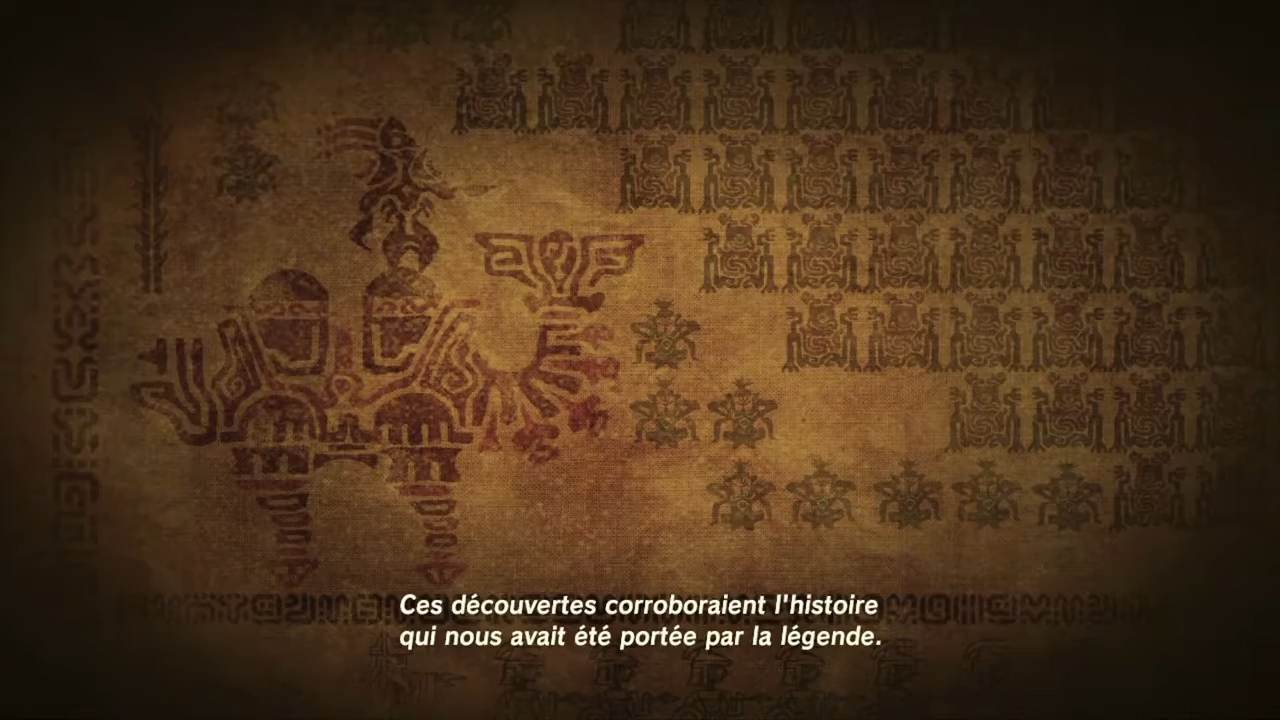 Ces découvertes corroboraient l'histoire
qui nous avait été portée par la légende.